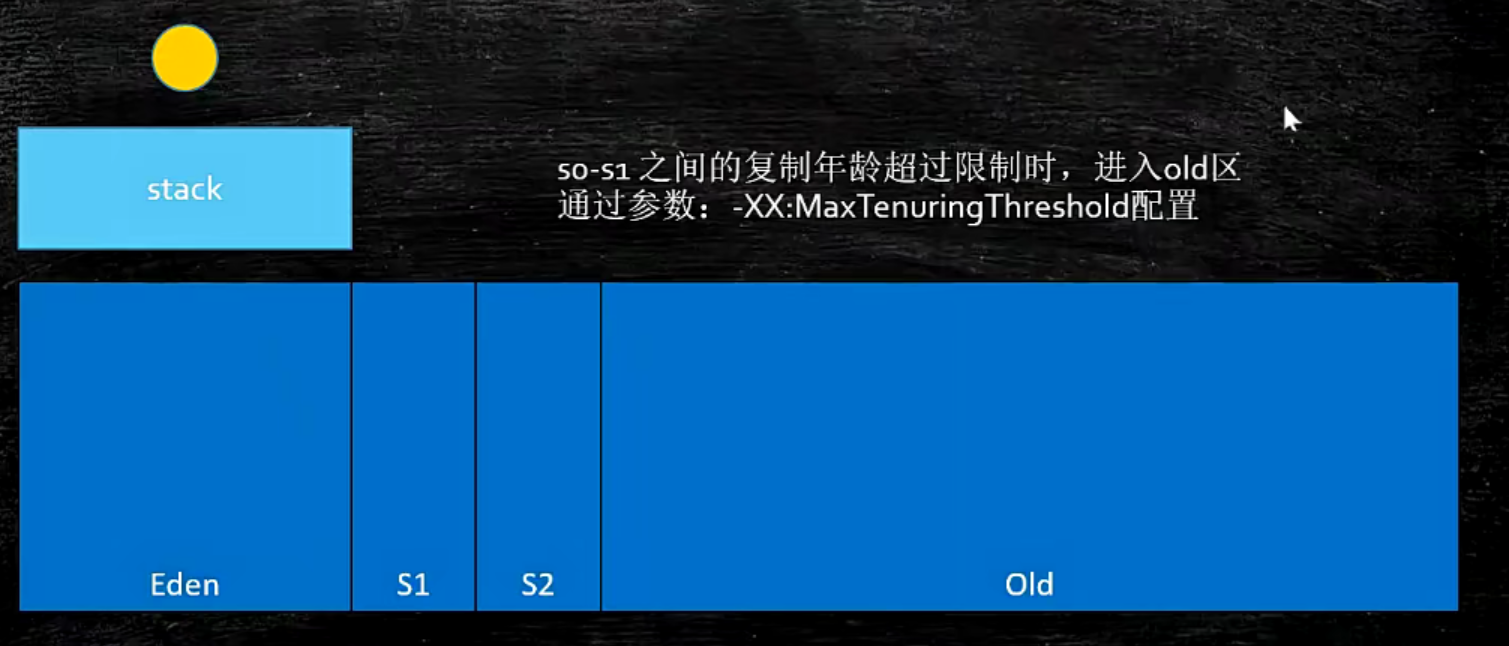 stack
so-s1 之间的复制年龄超过限制时，进入old区
通过参数：-XX:MaxTenuringThreshold配置
Eden
S1
S2
Old